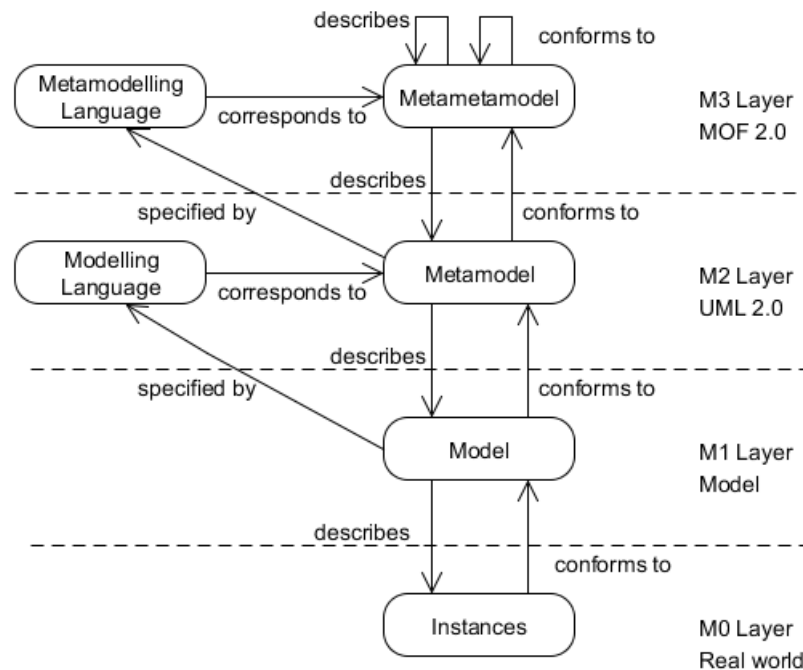 describes
conforms to
Metamodelling
Language
corresponds to
Metametamodel
M3 Layer
MOF 2.0
describes
specified by
conforms to
Modelling
Language
corresponds to
Metamodel
M2 Layer
UML 2.0
describes
specified by
conforms to
Model
M1 Layer
Model
describes
conforms to
Instances
M0 Layer
Real world